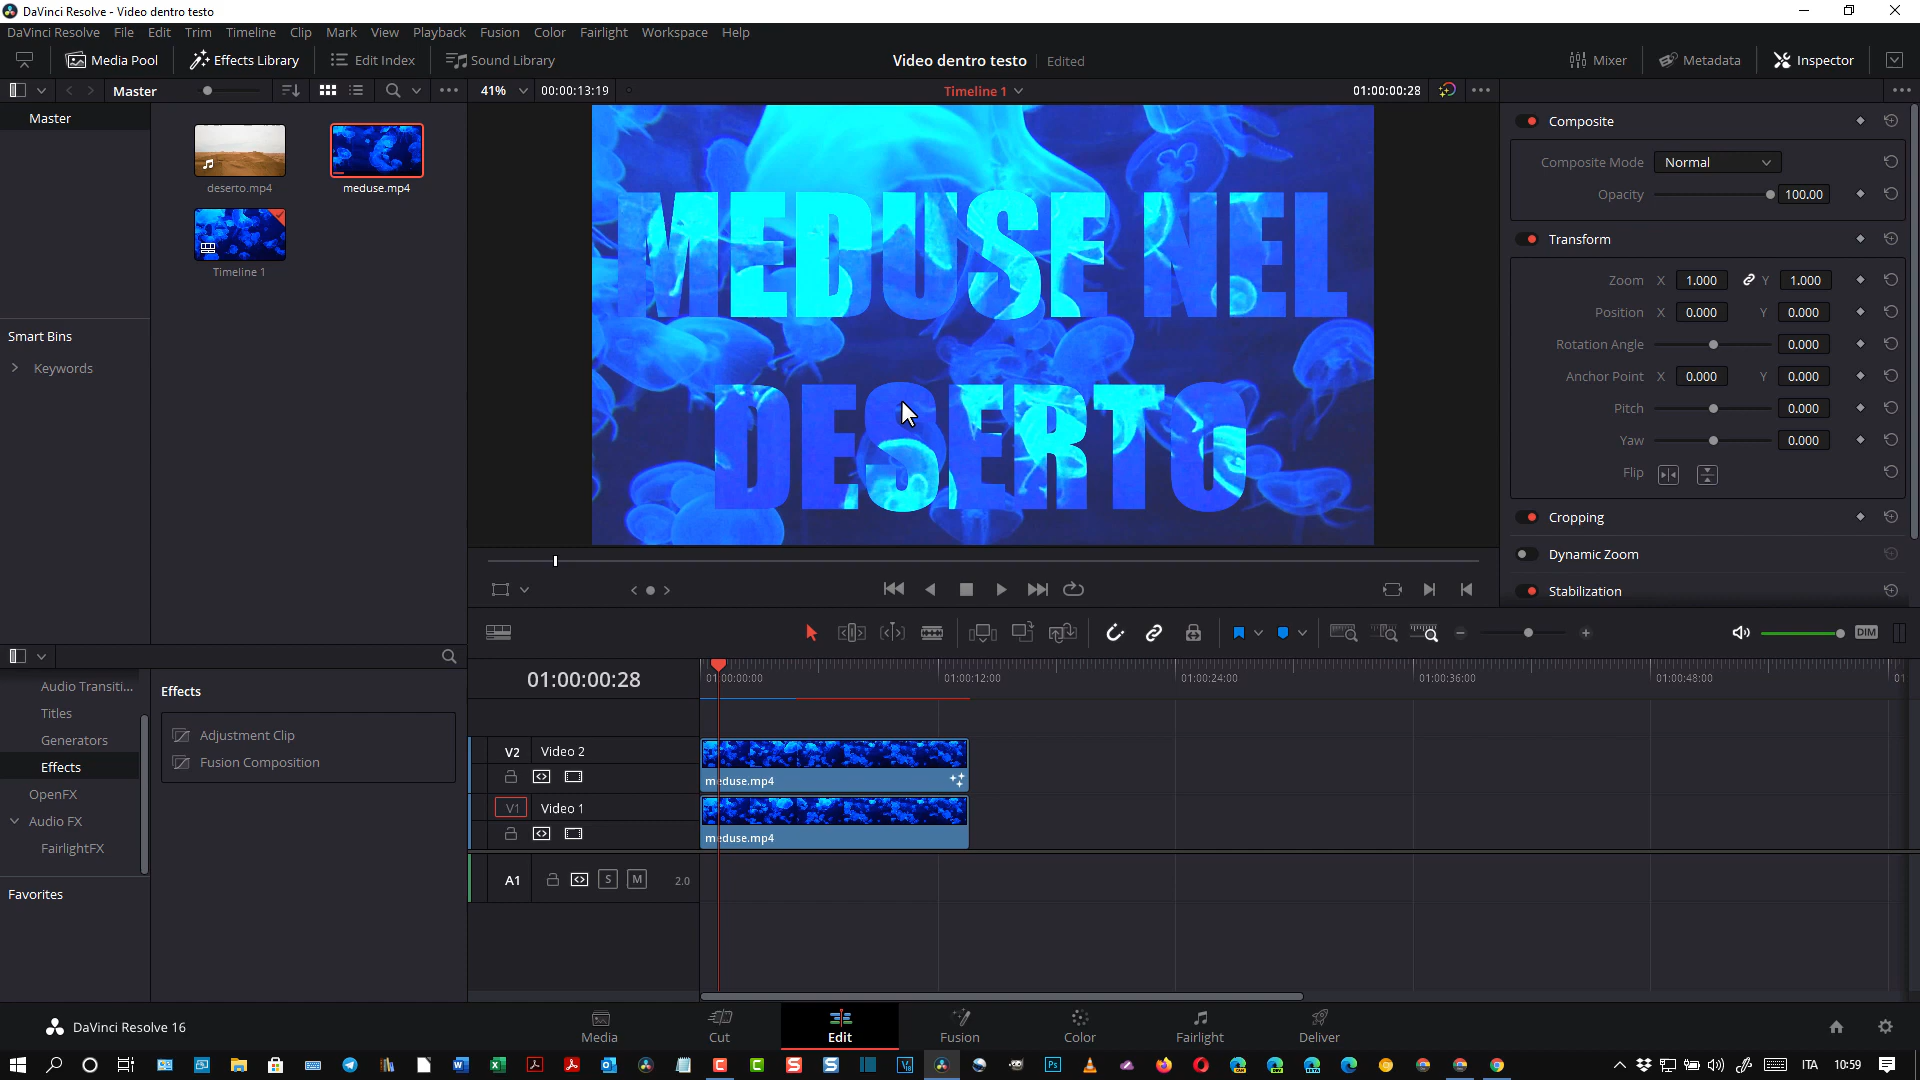 DaVinci Resolve - Video dentro testo
DaVinci Resolve File Edit Trim Timeline Clip Mark View Playback Fusion Color Fairlight Workspace Help
Media Pool Effects Library Edit Index Sound Library Video dentro testo Edited Mixer Metadata Inspector
Master 41% 00:00:13:19 Timeline 1 01:00:00:28
Master
deserto.mp4 meduse.mp4
Timeline 1
Smart Bins
Keywords
MEDUSE NEL
DESERTO
Composite
Composite Mode Normal
Opacity 100.00
Transform
Zoom X 1.000 Y 1.000
Position X 0.000 Y 0.000
Rotation Angle 0.000
Anchor Point X 0.000 Y 0.000
Pitch 0.000
Yaw 0.000
Flip
Cropping
Dynamic Zoom
Stabilization
DIM
Audio Transiti...
Titles
Generators
Effects
OpenFX
Audio FX
FairlightFX
Favorites
Effects
Adjustment Clip
Fusion Composition
01:00:00:28
01:00:00:00 01:00:12:00 01:00:24:00 01:00:36:00 01:00:48:00 01
V2 Video 2
meduse.mp4
V1 Video 1
meduse.mp4
A1 S M 2.0
DaVinci Resolve 16 Media Cut Edit Fusion Color Fairlight Deliver
ITA 10:59